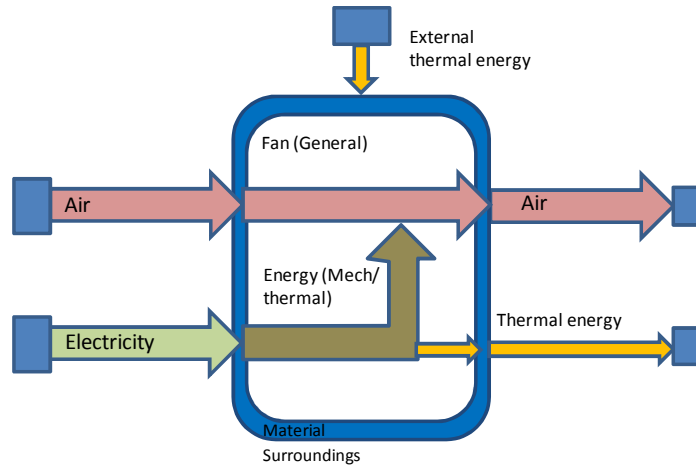 External
thermal energy
Fan (General)
Air
Air
Energy (Mech/
thermal)
Thermal energy
Electricity
Material
Surroundings